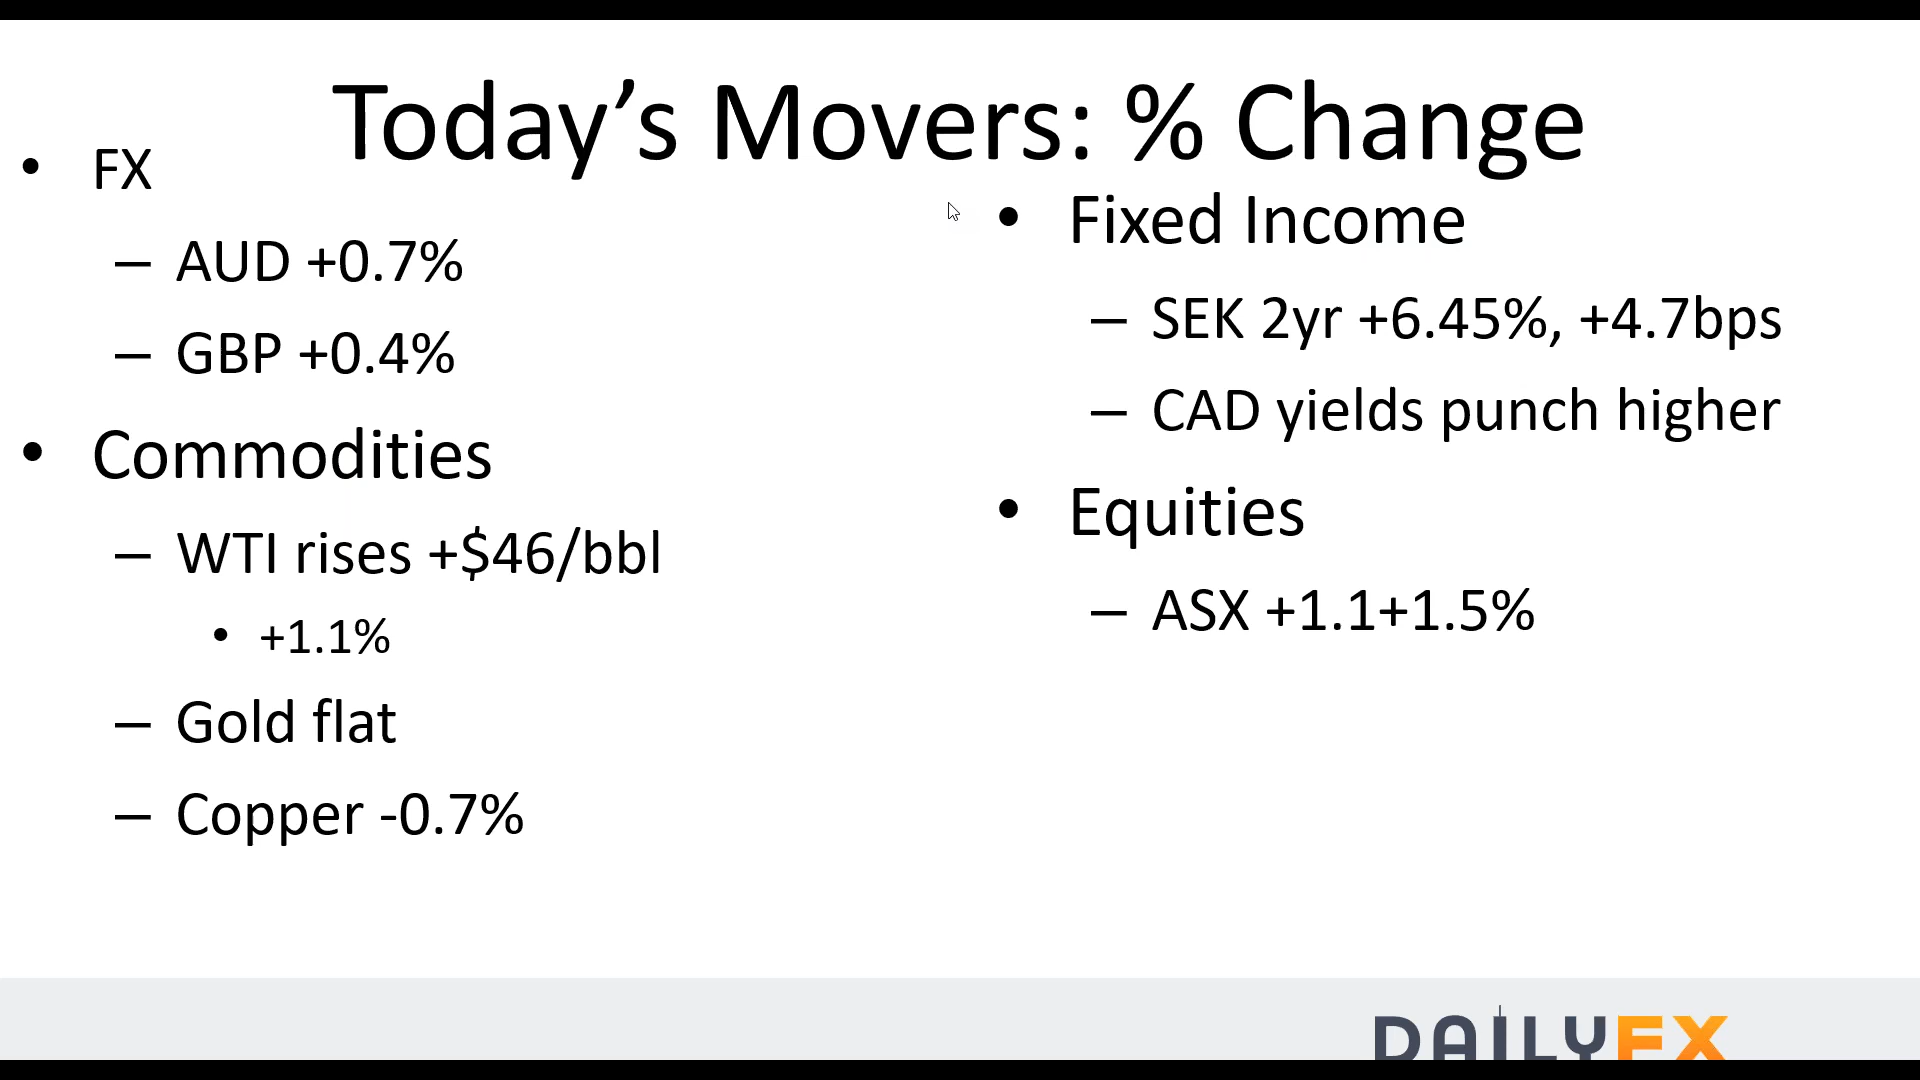 Today’s Movers: % Change
• FX
– AUD +0.7%
– GBP +0.4%
• Commodities
– WTI rises +$46/bbl
• +1.1%
– Gold flat
– Copper -0.7%
• Fixed Income
– SEK 2yr +6.45%, +4.7bps
– CAD yields punch higher
• Equities
– ASX +1.1+1.5%
DAILYFX